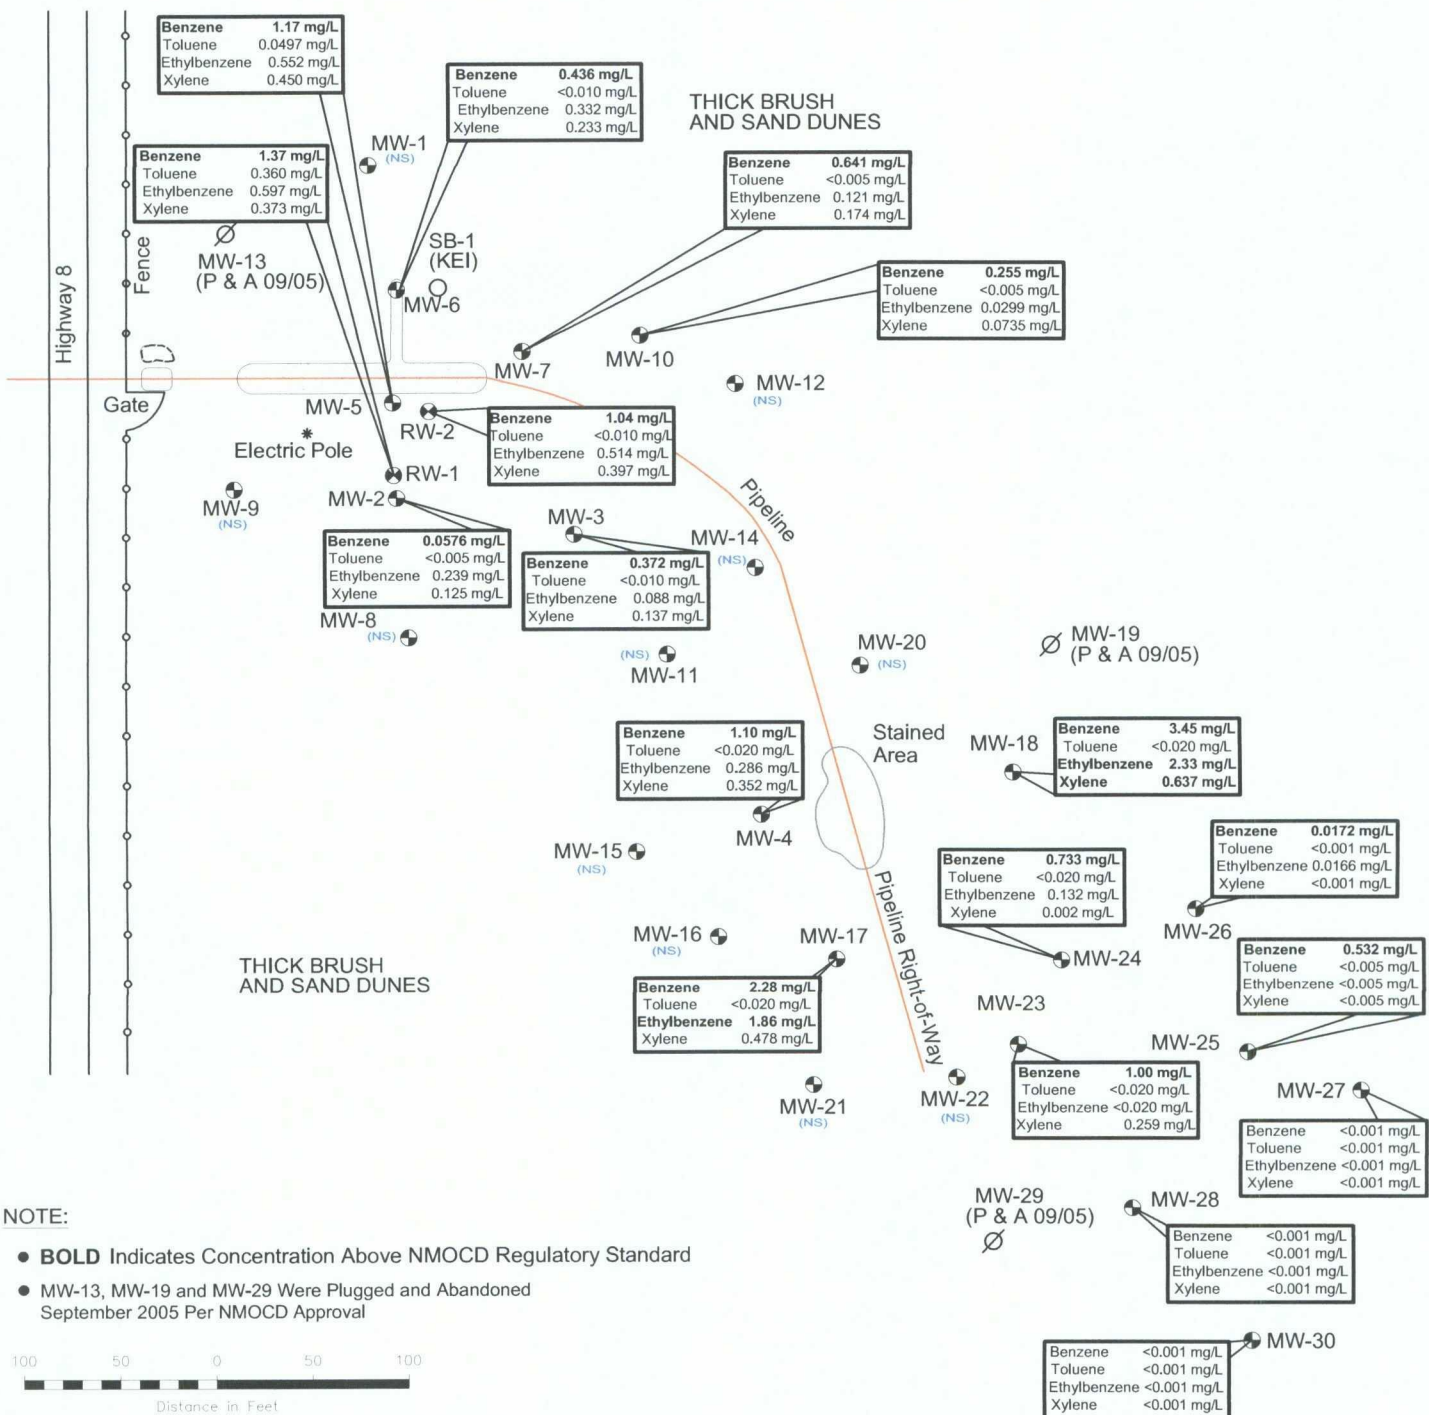 Benzene 1.17 mg/L
Toluene 0.0497 mg/L
Ethylbenzene 0.552 mg/L
Xylene 0.450 mg/L
Benzene 0.436 mg/L
Toluene <0.010 mg/L
Ethylbenzene 0.332 mg/L
Xylene 0.233 mg/L
THICK BRUSH
AND SAND DUNES
MW-1
(NS)
Benzene 1.37 mg/L
Toluene 0.360 mg/L
Ethylbenzene 0.597 mg/L
Xylene 0.373 mg/L
Benzene 0.641 mg/L
Toluene <0.005 mg/L
Ethylbenzene 0.121 mg/L
Xylene 0.174 mg/L
Highway 8
Fence
MW-13
(P & A 09/05)
SB-1
(KEI)
MW-6
Benzene 0.255 mg/L
Toluene <0.005 mg/L
Ethylbenzene 0.0299 mg/L
Xylene 0.0735 mg/L
MW-7
MW-10
MW-12
(NS)
Gate
MW-5
RW-2
Electric Pole
Benzene 1.04 mg/L
Toluene <0.010 mg/L
Ethylbenzene 0.514 mg/L
Xylene 0.397 mg/L
RW-1
MW-2
MW-9
(NS)
Pipeline
MW-3
MW-14
(NS)
Benzene 0.0576 mg/L
Toluene <0.005 mg/L
Ethylbenzene 0.239 mg/L
Xylene 0.125 mg/L
Benzene 0.372 mg/L
Toluene <0.010 mg/L
Ethylbenzene 0.088 mg/L
Xylene 0.137 mg/L
MW-8
(NS)
(NS)
MW-11
MW-20
(NS)
MW-19
(P & A 09/05)
Benzene 1.10 mg/L
Toluene <0.020 mg/L
Ethylbenzene 0.286 mg/L
Xylene 0.352 mg/L
Stained
Area
MW-18
Benzene 3.45 mg/L
Toluene <0.020 mg/L
Ethylbenzene 2.33 mg/L
Xylene 0.637 mg/L
MW-4
MW-15
(NS)
Benzene 0.733 mg/L
Toluene <0.020 mg/L
Ethylbenzene 0.132 mg/L
Xylene 0.002 mg/L
Benzene 0.0172 mg/L
Toluene <0.001 mg/L
Ethylbenzene 0.0166 mg/L
Xylene <0.001 mg/L
MW-26
MW-16
(NS)
MW-17
Pipeline Right-of-Way
MW-24
Benzene 0.532 mg/L
Toluene <0.005 mg/L
Ethylbenzene <0.005 mg/L
Xylene <0.005 mg/L
THICK BRUSH
AND SAND DUNES
Benzene 2.28 mg/L
Toluene <0.020 mg/L
Ethylbenzene 1.86 mg/L
Xylene 0.478 mg/L
MW-23
MW-25
Benzene 1.00 mg/L
Toluene <0.020 mg/L
Ethylbenzene <0.020 mg/L
Xylene 0.259 mg/L
MW-21
(NS)
MW-22
(NS)
MW-27
Benzene <0.001 mg/L
Toluene <0.001 mg/L
Ethylbenzene <0.001 mg/L
Xylene <0.001 mg/L
MW-29
(P & A 09/05)
MW-28
Benzene <0.001 mg/L
Toluene <0.001 mg/L
Ethylbenzene <0.001 mg/L
Xylene <0.001 mg/L
MW-30
Benzene <0.001 mg/L
Toluene <0.001 mg/L
Ethylbenzene <0.001 mg/L
Xylene <0.001 mg/L
NOTE:
● BOLD Indicates Concentration Above NMOCD Regulatory Standard
● MW-13, MW-19 and MW-29 Were Plugged and Abandoned
September 2005 Per NMOCD Approval
100 50 0 50 100
Distance in Feet